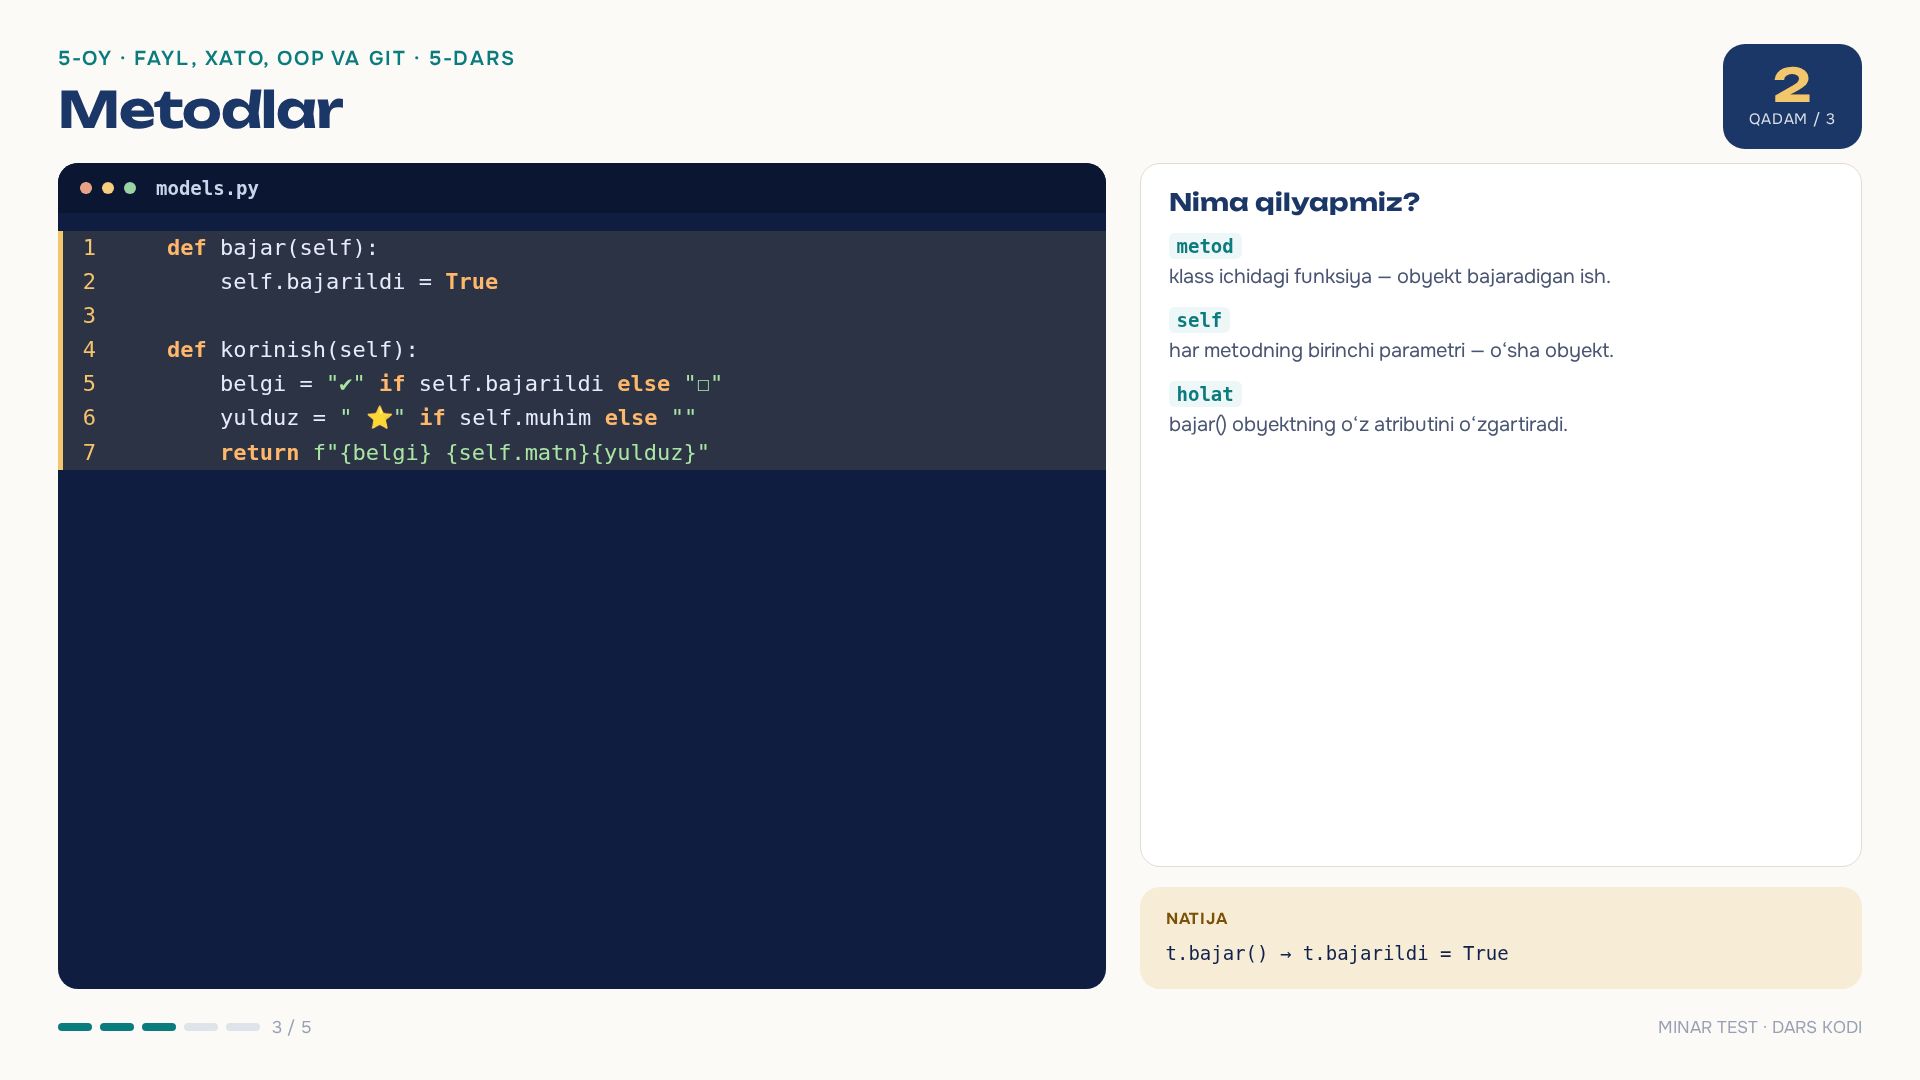 5-OY · FAYL, XATO, OOP VA GIT · 5-DARS
Metodlar
2
QADAM / 3
models.py
1 def bajar(self):
2 self.bajarildi = True
3
4 def korinish(self):
5 belgi = "✔" if self.bajarildi else "☐"
6 yulduz = " ⭐" if self.muhim else ""
7 return f"{belgi} {self.matn}{yulduz}"
Nima qilyapmiz?
metod
klass ichidagi funksiya — obyekt bajaradigan ish.
self
har metodning birinchi parametri — o‘sha obyekt.
holat
bajar() obyektning o‘z atributini o‘zgartiradi.
NATIJA
t.bajar() → t.bajarildi = True
3 / 5
MINAR TEST · DARS KODI